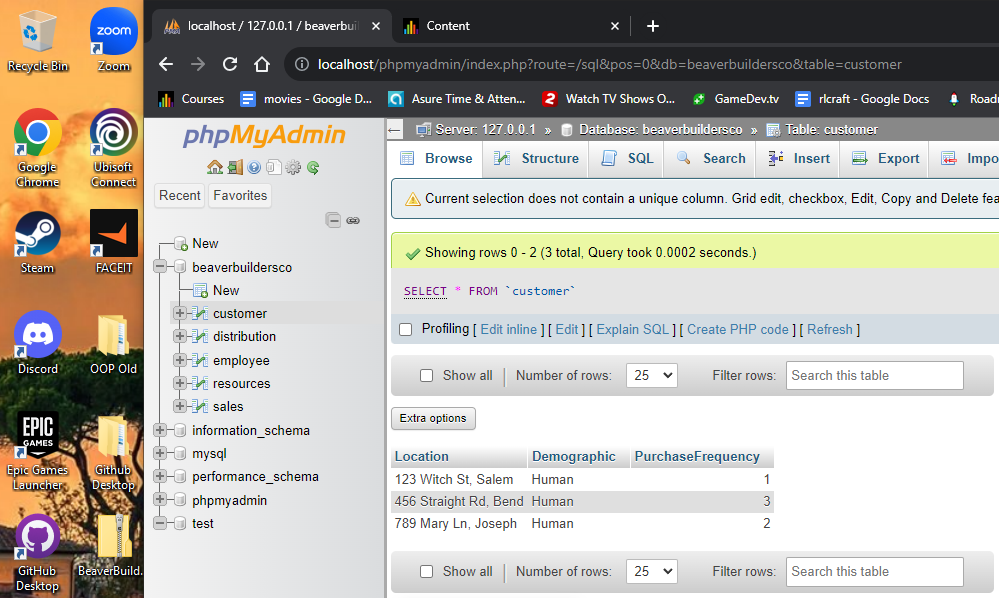 Recycle Bin
zoom
Zoom
Google
Chrome
Ubisoft
Connect
Steam
FACEIT
Discord
OOP Old
EPIC
GAMES
Epic Games
Launcher
Github
Desktop
GitHub
Desktop
BeaverBuild.
localhost / 127.0.0.1 / beaverbuil
Content
localhost/phpmyadmin/index.php?route=/sql&pos=0&db=beaverbuildersco&table=customer
Courses
movies - Google D...
Asure Time & Atten...
Watch TV Shows O...
GameDev.tv
rlcraft - Google Docs
phpMyAdmin
Recent
Favorites
New
beaverbuildersco
New
customer
distribution
employee
resources
sales
information_schema
mysql
performance_schema
phpmyadmin
test
Server: 127.0.0.1 » Database: beaverbuildersco » Table: customer
Browse
Structure
SQL
Search
Insert
Export
Impo
Current selection does not contain a unique column. Grid edit, checkbox, Edit, Copy and Delete fea
Showing rows 0 - 2 (3 total, Query took 0.0002 seconds.)
SELECT * FROM `customer`
Profiling [ Edit inline ] [ Edit ] [ Explain SQL ] [ Create PHP code ] [ Refresh ]
Show all | Number of rows: 25 Filter rows: Search this table
Extra options
Location Demographic PurchaseFrequency
123 Witch St, Salem Human 1
456 Straight Rd, Bend Human 3
789 Mary Ln, Joseph Human 2
Show all | Number of rows: 25 Filter rows: Search this table